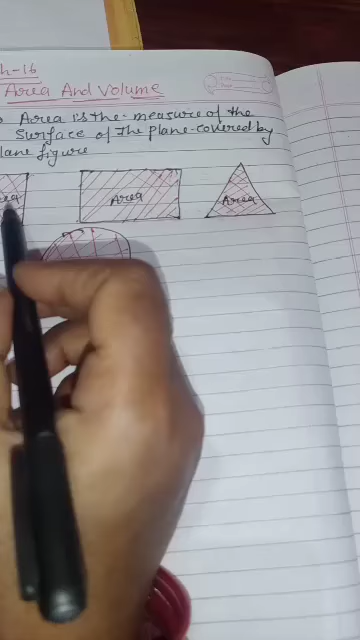 Ch-16
Area And Volume
Area is the measure of the
surface of the plane covered by
plane figure
Area Area Area